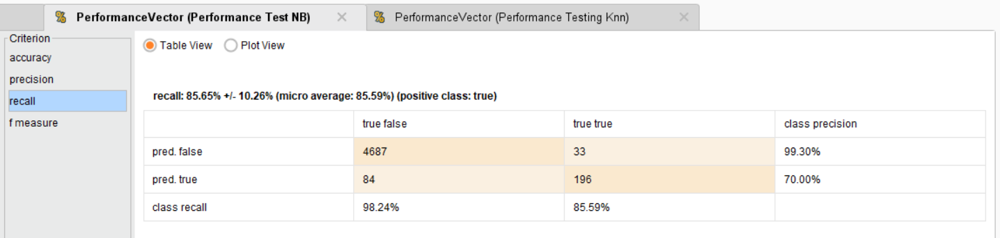 PerformanceVector (Performance Test NB) PerformanceVector (Performance Testing Knn)
Criterion
accuracy
precision
recall
f measure
Table View Plot View
recall: 85.65% +/- 10.26% (micro average: 85.59%) (positive class: true)
true false true true class precision
pred. false 4687 33 99.30%
pred. true 84 196 70.00%
class recall 98.24% 85.59%